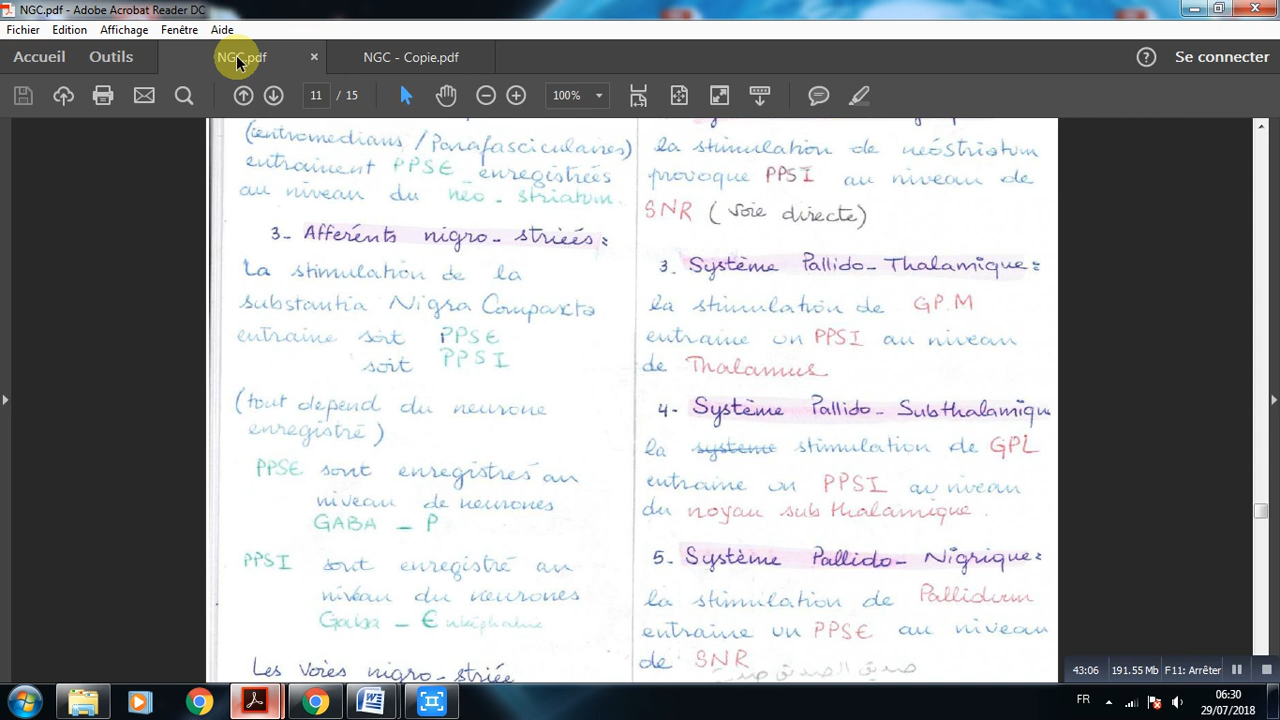 NGC.pdf - Adobe Acrobat Reader DC
Fichier Edition Affichage Fenêtre Aide
Accueil Outils NGC.pdf × NGC - Copie.pdf ? Se connecter
11 / 15 100%
(Centromedians / Parafasciculaires)
entrainent PPSE enregistrées
au niveau du néo-striatum.
3- Afférents nigro-strieés :
La stimulation de la
substantia Nigra Compacta
entraine soit PPSE
soit PPSI
(tout depend du neurone
enregistré)
PPSE sont enregistrés au
niveau de neurones
GABA - P
PPSI sont enregistré au
niveau du neurones
Gaba - Enképhaline
Les voies nigro-striée
la stimulation de néostriatum
provoque PPSI au niveau de
SNR (Voie directe)
3. Système Pallido-Thalamique :
la stimulation de GP.M
entraine un PPSI au niveau
de Thalamus
4- Système Pallido-Subthalamiqu
la systeme stimulation de GPL
entraine un PPSI au niveau
du noyau subthalamique.
5. Système Pallido-Nigrique :
la stimulation de Pallidum
entraine un PPSE au niveau
de SNR
43:06 191.55 Mb F11: Arrêter
FR 06:30
29/07/2018